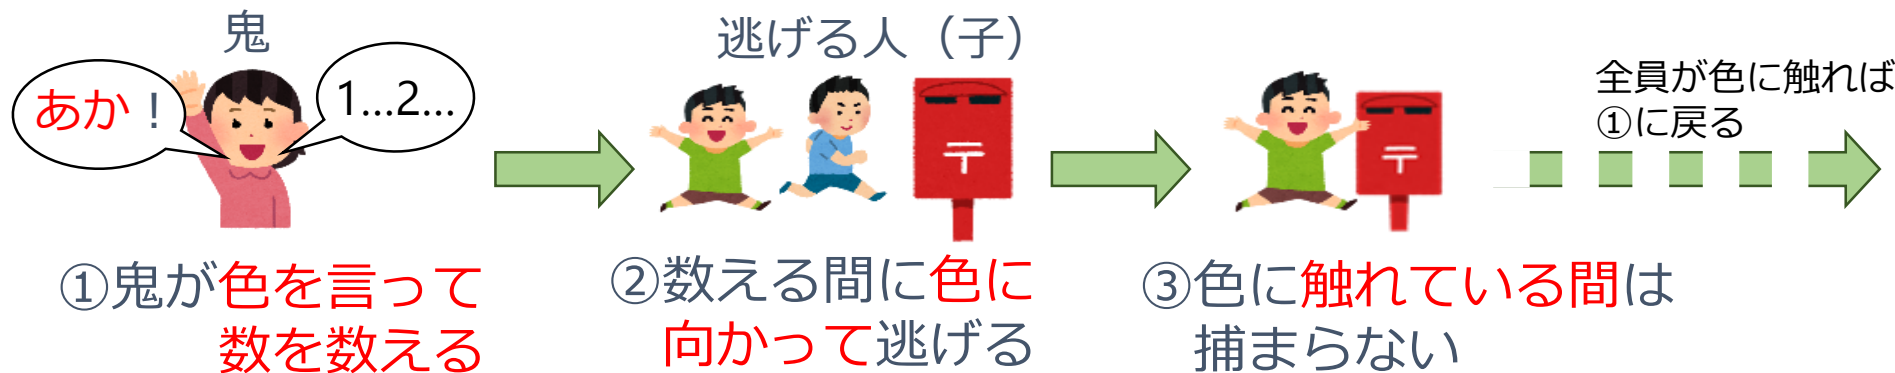 鬼
あか！
1…2…
①鬼が色を言って
数を数える
逃げる人（子）
②数える間に色に
向かって逃げる
③色に触れている間は
捕まらない
全員が色に触れば
①に戻る